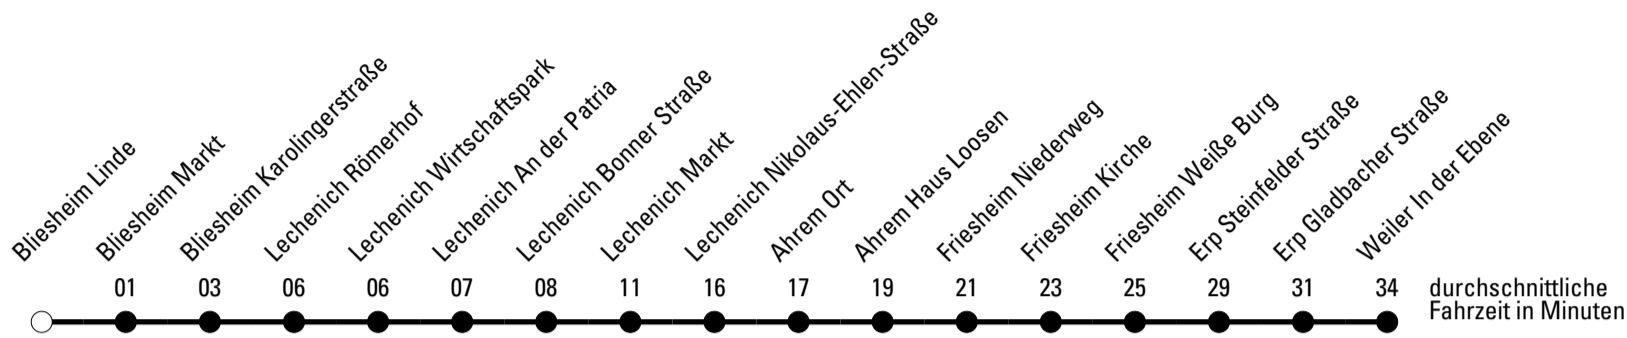 Bliesheim Linde
Bliesheim Markt
Bliesheim Karolingerstraße
Lechenich Römerhof
Lechenich Wirtschaftspark
Lechenich An der Patria
Lechenich Bonner Straße
Lechenich Markt
Lechenich Nikolaus-Ehlen-Straße
Ahrem Ort
Ahrem Haus Loosen
Friesheim Niederweg
Friesheim Kirche
Friesheim Weiße Burg
Erp Steinfelder Straße
Erp Gladbacher Straße
Weiler In der Ebene
01 03 06 06 07 08 11 16 17 19 21 23 25 29 31 34 durchschnittliche
Fahrzeit in Minuten